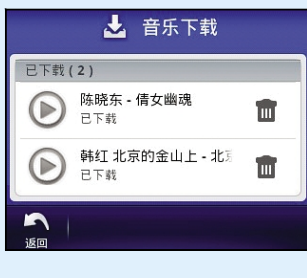 音乐下载
已下载 ( 2 )
陈晓东 - 倩女幽魂
已下载
韩红 北京的金山上 - 北
已下载
返回